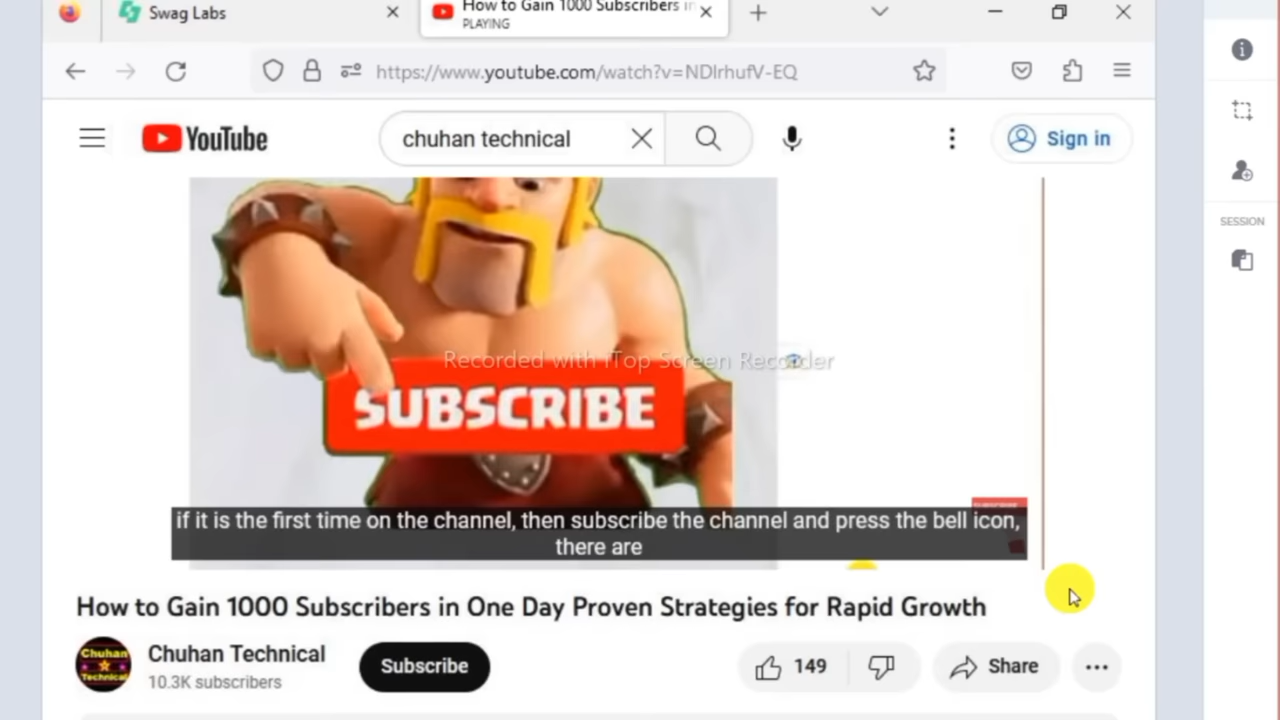 Swag Labs
How to Gain 1000 Subscribers in
PLAYING
https://www.youtube.com/watch?v=NDlrhufV-EQ
YouTube
chuhan technical
Sign in
SESSION
Recorded with iTop Screen Recorder
SUBSCRIBE
if it is the first time on the channel, then subscribe the channel and press the bell icon,
there are
How to Gain 1000 Subscribers in One Day Proven Strategies for Rapid Growth
Chuhan
Technical
Chuhan Technical
10.3K subscribers
Subscribe
149
Share